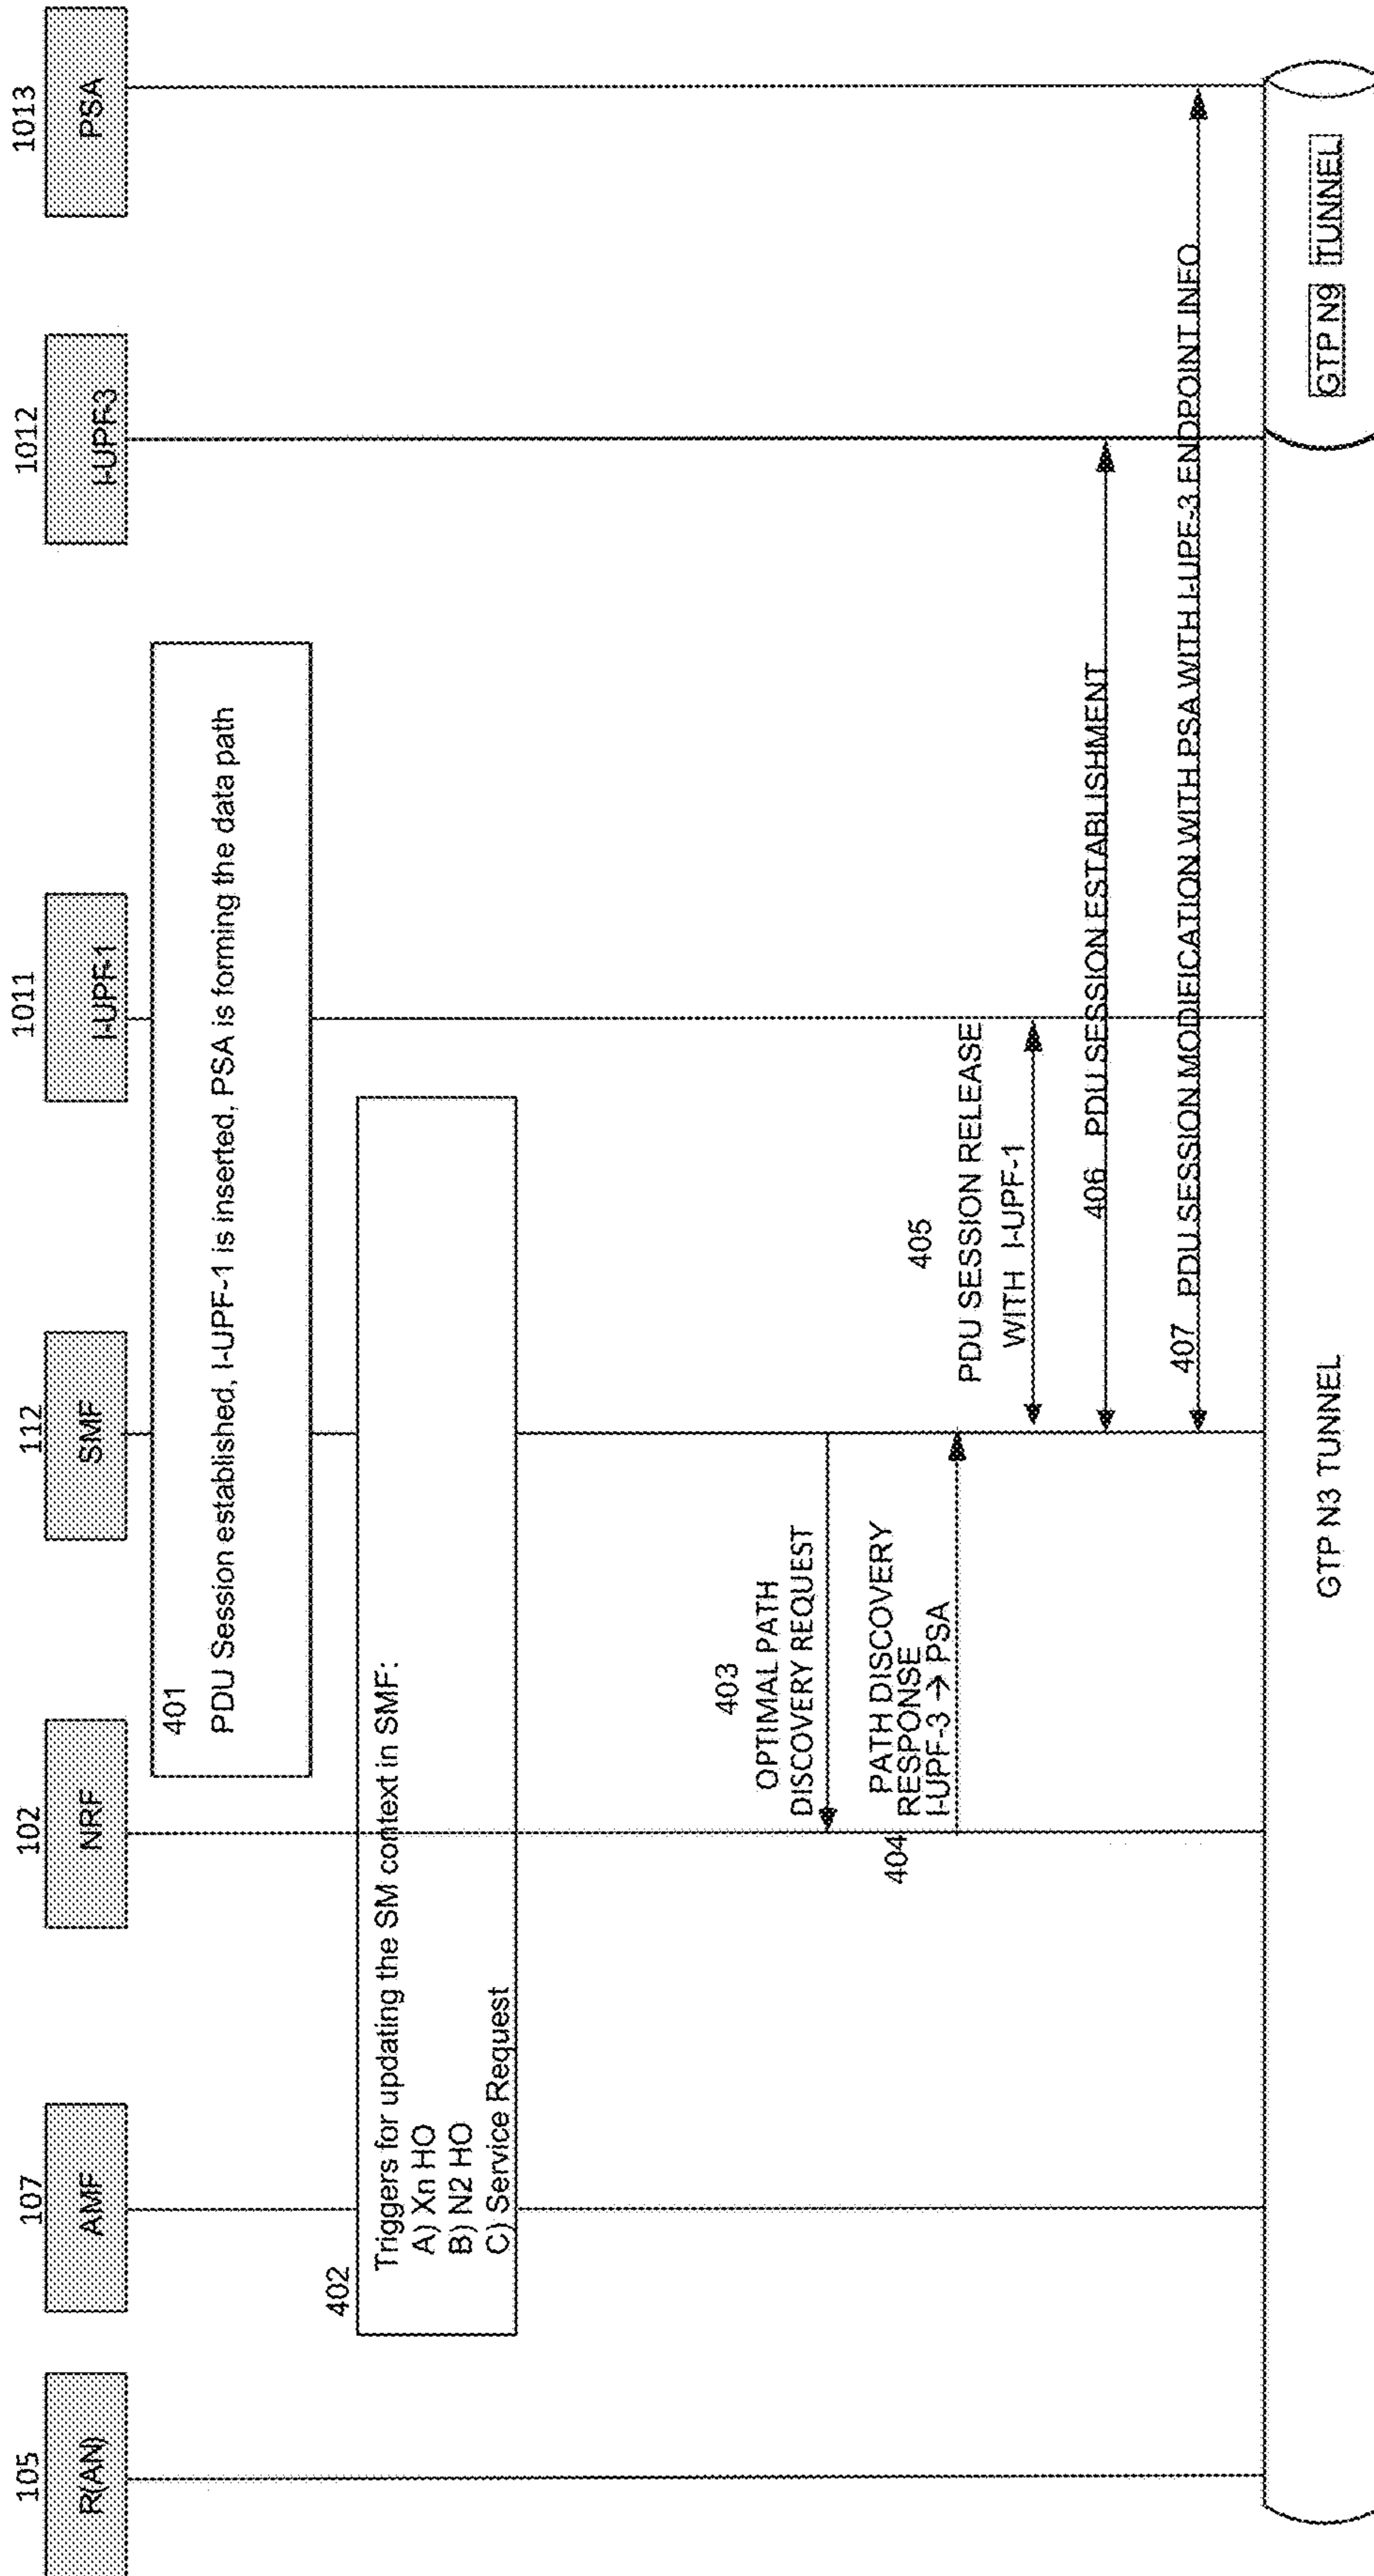 105
R(AN)
107
AMF
102
NRF
112
SMF
1011
I-UPF-1
1012
I-UPF-3
1013
PSA
401
PDU Session established, I-UPF-1 is inserted, PSA is forming the data path
402
Triggers for updating the SM context in SMF:
A) Xn HO
B) N2 HO
C) Service Request
403
OPTIMAL PATH
DISCOVERY REQUEST
404
PATH DISCOVERY
RESPONSE
I-UPF-3 → PSA
405
PDU SESSION RELEASE
WITH I-UPF-1
406 PDU SESSION ESTABLISHMENT
407 PDU SESSION MODIFICATION WITH PSA WITH I-UPF-3 ENDPOINT INFO
GTP N3 TUNNEL
GTP N9 TUNNEL